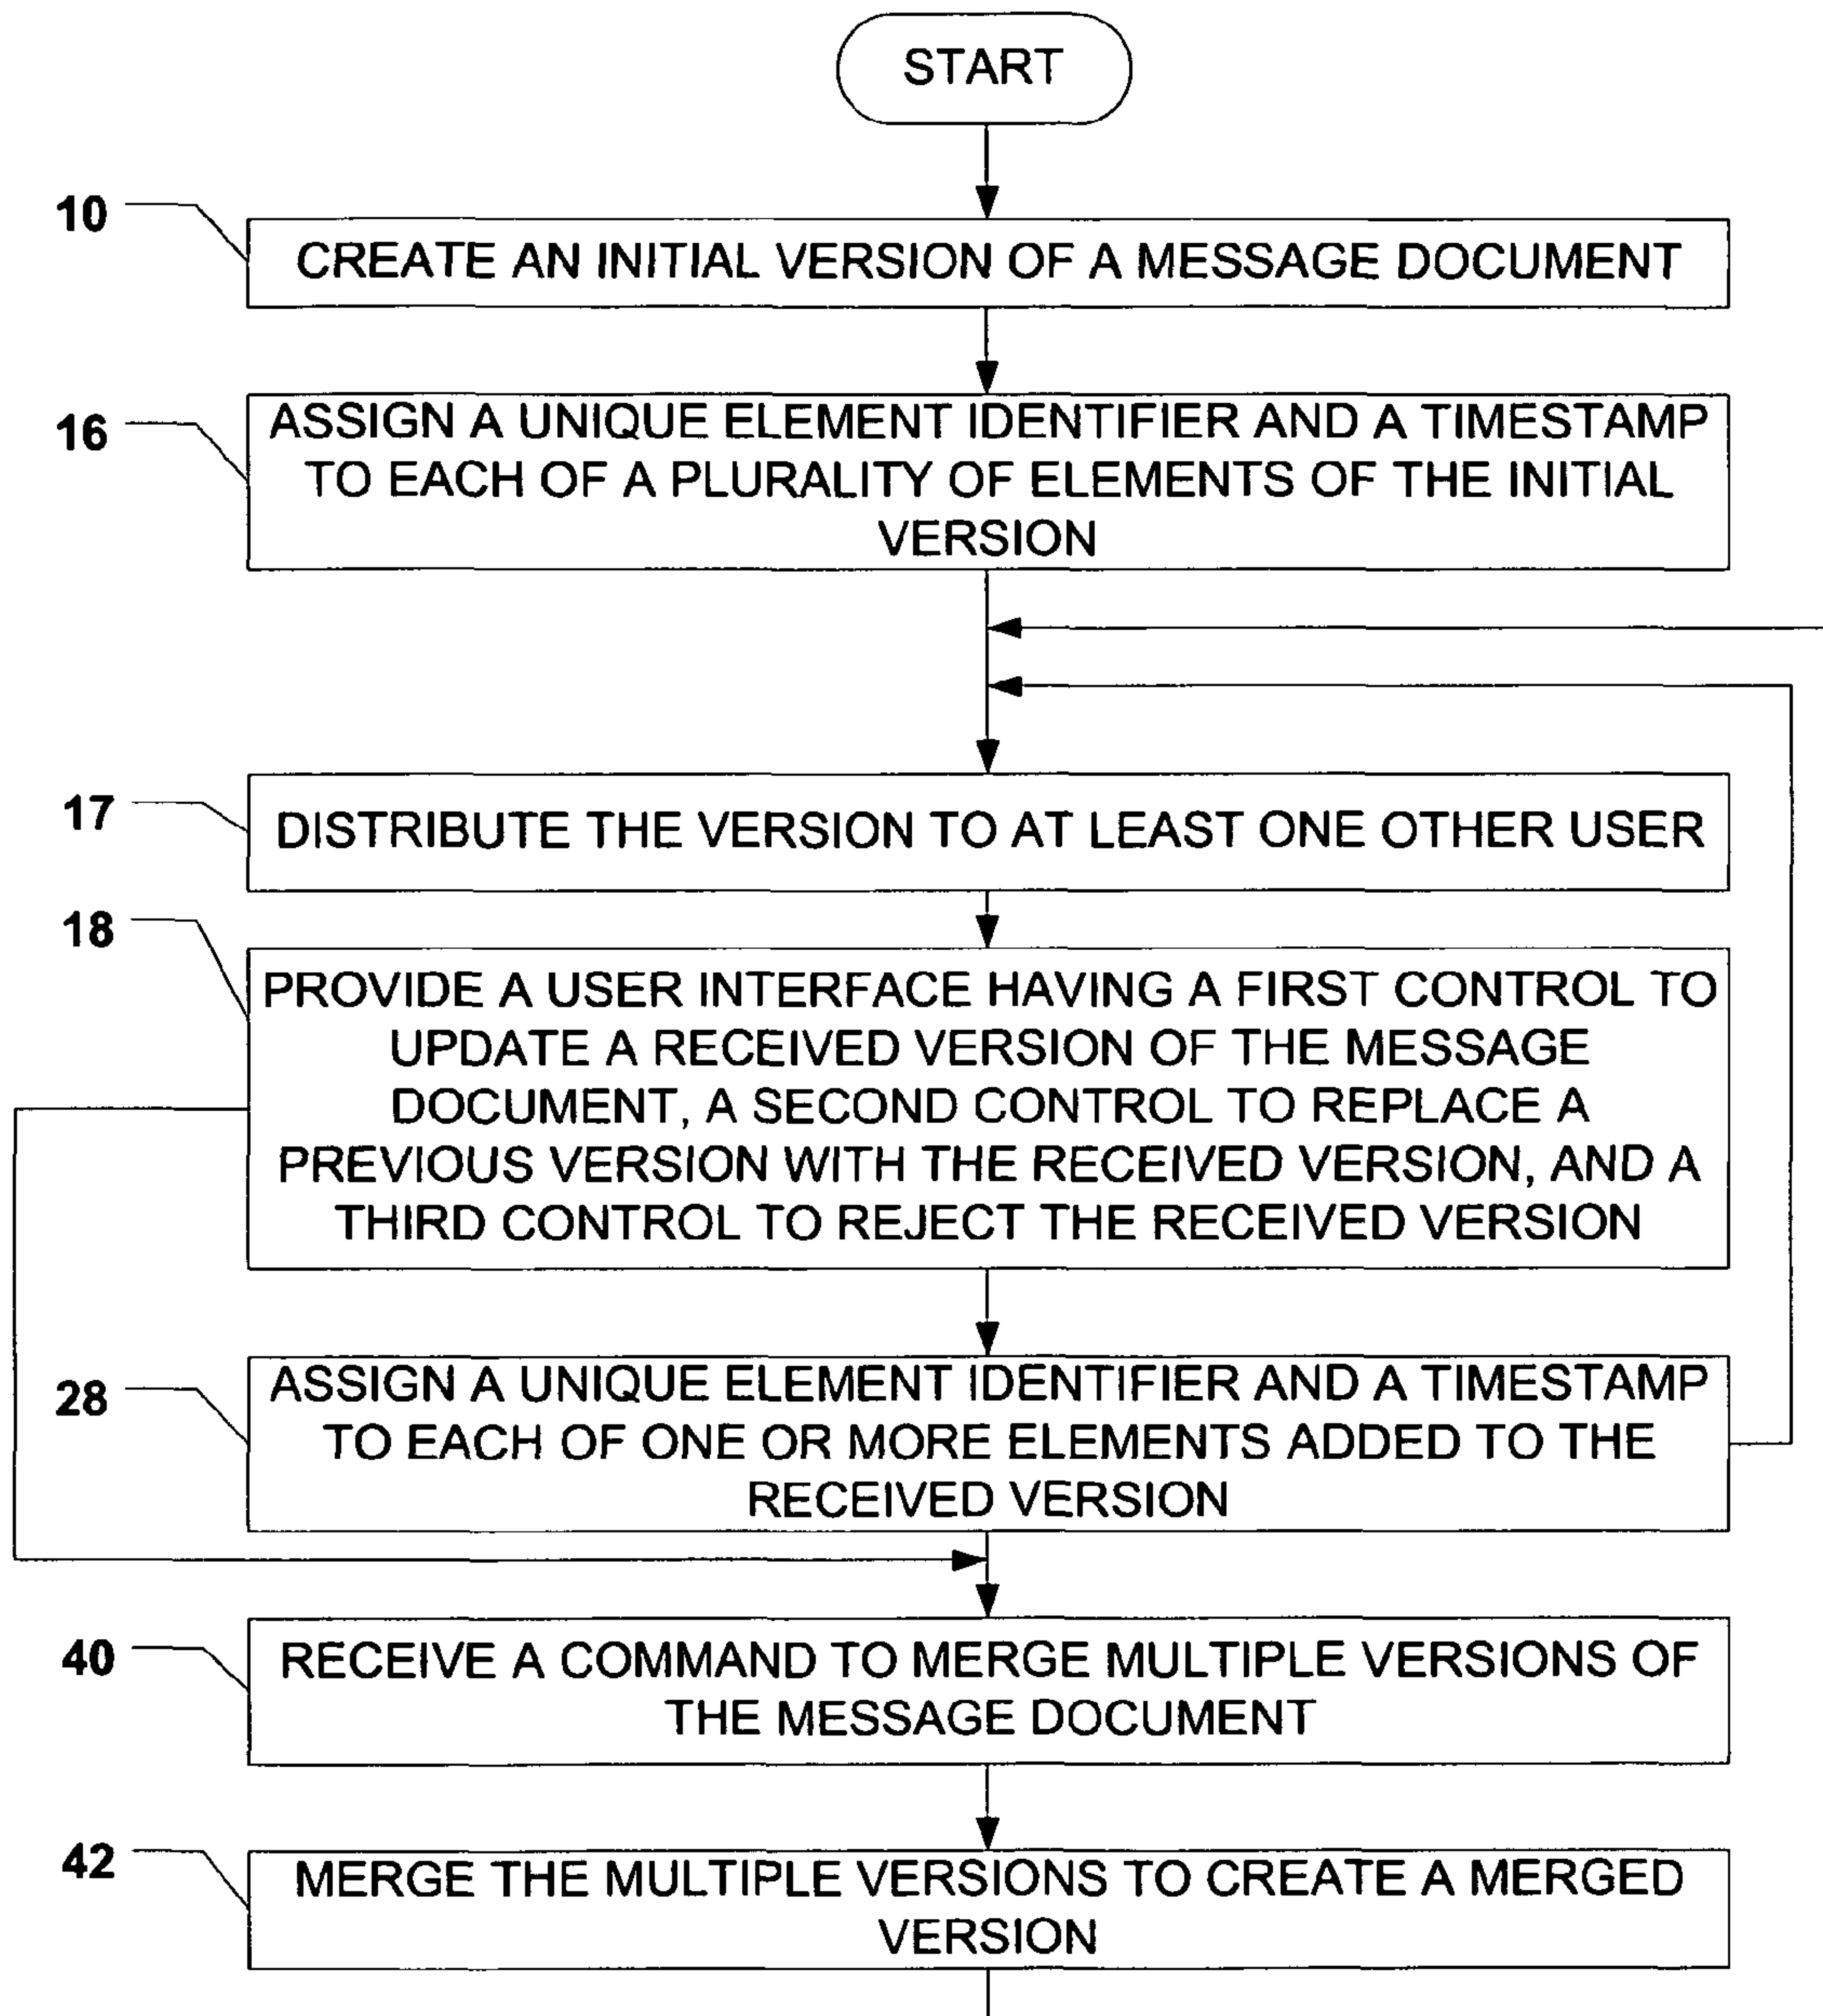 START
10
CREATE AN INITIAL VERSION OF A MESSAGE DOCUMENT
16
ASSIGN A UNIQUE ELEMENT IDENTIFIER AND A TIMESTAMP
TO EACH OF A PLURALITY OF ELEMENTS OF THE INITIAL
VERSION
17
DISTRIBUTE THE VERSION TO AT LEAST ONE OTHER USER
18
PROVIDE A USER INTERFACE HAVING A FIRST CONTROL TO
UPDATE A RECEIVED VERSION OF THE MESSAGE
DOCUMENT, A SECOND CONTROL TO REPLACE A
PREVIOUS VERSION WITH THE RECEIVED VERSION, AND A
THIRD CONTROL TO REJECT THE RECEIVED VERSION
28
ASSIGN A UNIQUE ELEMENT IDENTIFIER AND A TIMESTAMP
TO EACH OF ONE OR MORE ELEMENTS ADDED TO THE
RECEIVED VERSION
40
RECEIVE A COMMAND TO MERGE MULTIPLE VERSIONS OF
THE MESSAGE DOCUMENT
42
MERGE THE MULTIPLE VERSIONS TO CREATE A MERGED
VERSION